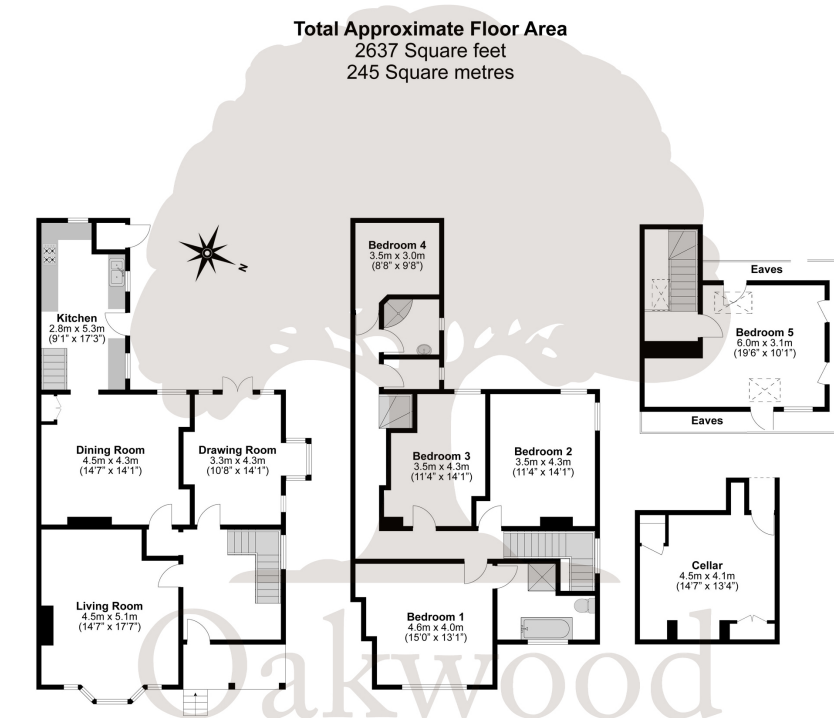 Total Approximate Floor Area
2637 Square feet
245 Square metres
Kitchen
2.8m x 5.3m
(9'1" x 17'3")
N
Dining Room
4.5m x 4.3m
(14'7" x 14'1")
Drawing Room
3.3m x 4.3m
(10'8" x 14'1")
Living Room
4.5m x 5.1m
(14'7" x 17'7")
Bedroom 4
3.5m x 3.0m
(8'8" x 9'8")
Bedroom 3
3.5m x 4.3m
(11'4" x 14'1")
Bedroom 2
3.5m x 4.3m
(11'4" x 14'1")
Bedroom 1
4.6m x 4.0m
(15'0" x 13'1")
Eaves
Bedroom 5
6.0m x 3.1m
(19'6" x 10'1")
Eaves
Cellar
4.5m x 4.1m
(14'7" x 13'4")
Oakwood